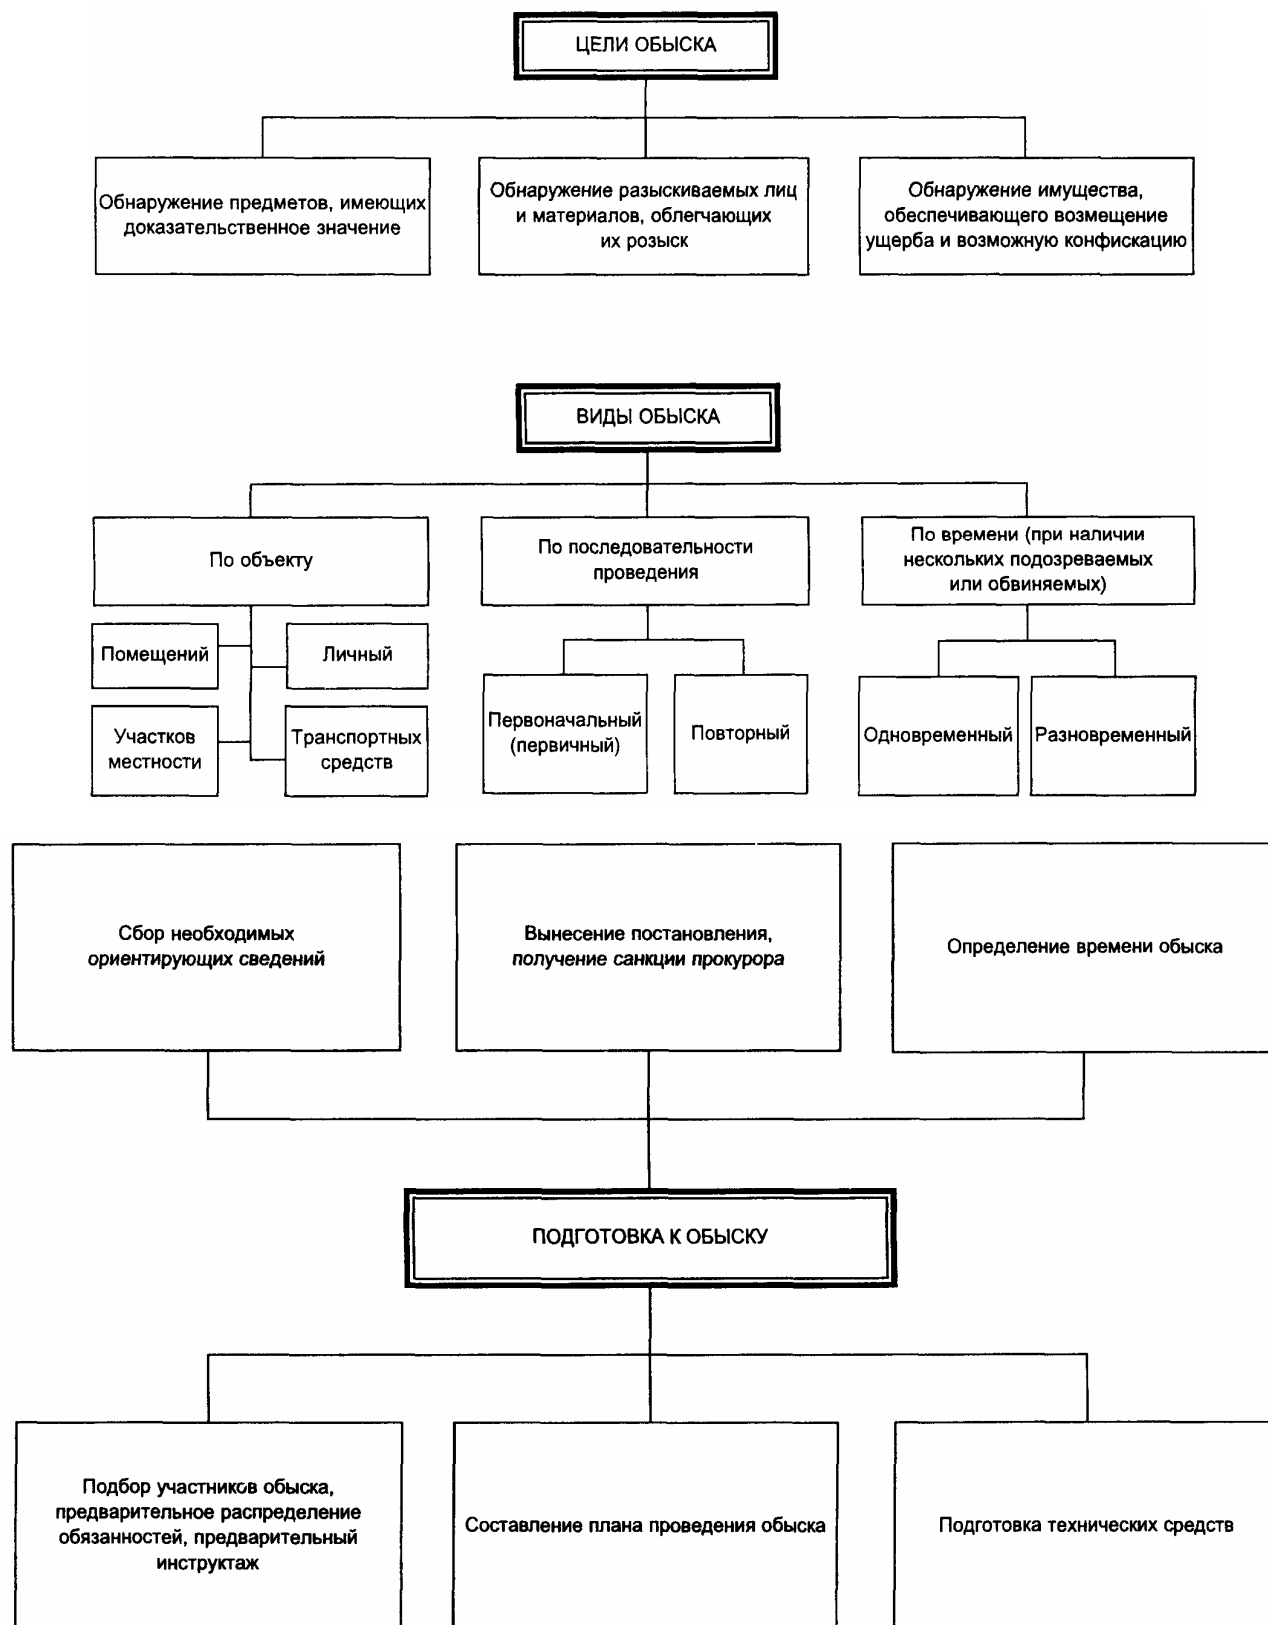 ЦЕЛИ ОБЫСКА
Обнаружение предметов, имеющих
доказательственное значение
Обнаружение разыскиваемых лиц
и материалов, облегчающих
их розыск
Обнаружение имущества,
обеспечивающего возмещение
ущерба и возможную конфискацию
ВИДЫ ОБЫСКА
По объекту
По последовательности
проведения
По времени (при наличии
нескольких подозреваемых
или обвиняемых)
Помещений
Личный
Участков
местности
Транспортных
средств
Первоначальный
(первичный)
Повторный
Одновременный
Разновременный
Сбор необходимых
ориентирующих сведений
Вынесение постановления,
получение санкции прокурора
Определение времени обыска
ПОДГОТОВКА К ОБЫСКУ
Подбор участников обыска,
предварительное распределение
обязанностей, предварительный
инструктаж
Составление плана проведения обыска
Подготовка технических средств